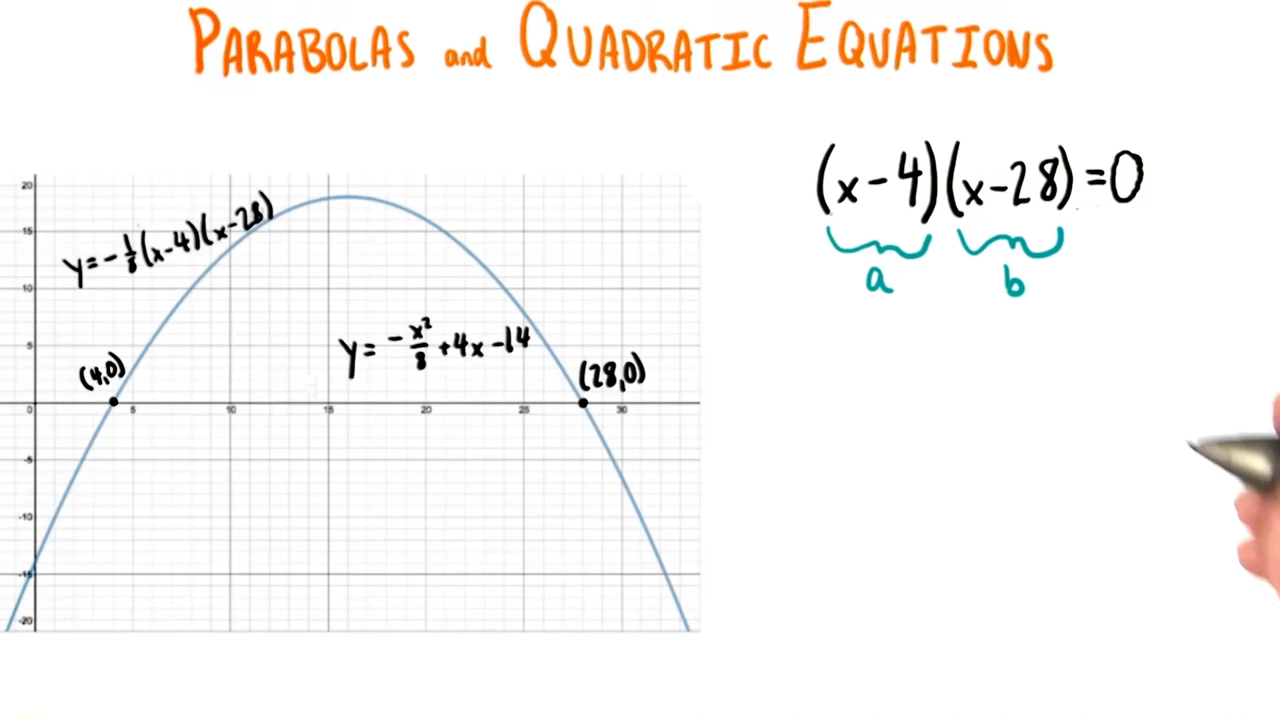 PARABOLAS and QUADRATIC EQUATIONS
(x-4)(x-28)=0
a b
y=-1/8(x-4)(x-28)
y=-x²/8+4x-14
(4,0)
(28,0)
20
15
10
5
0 5 10 15 20 25 30
-5
-10
-15
-20